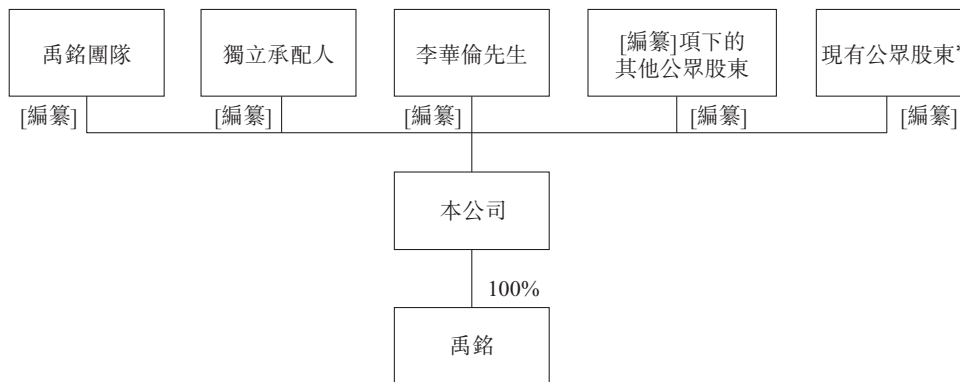 禹銘團隊
獨立承配人
李華倫先生
[編纂]項下的
其他公眾股東
現有公眾股東
[編纂]
[編纂]
[編纂]
[編纂]
[編纂]
本公司
100%
禹銘